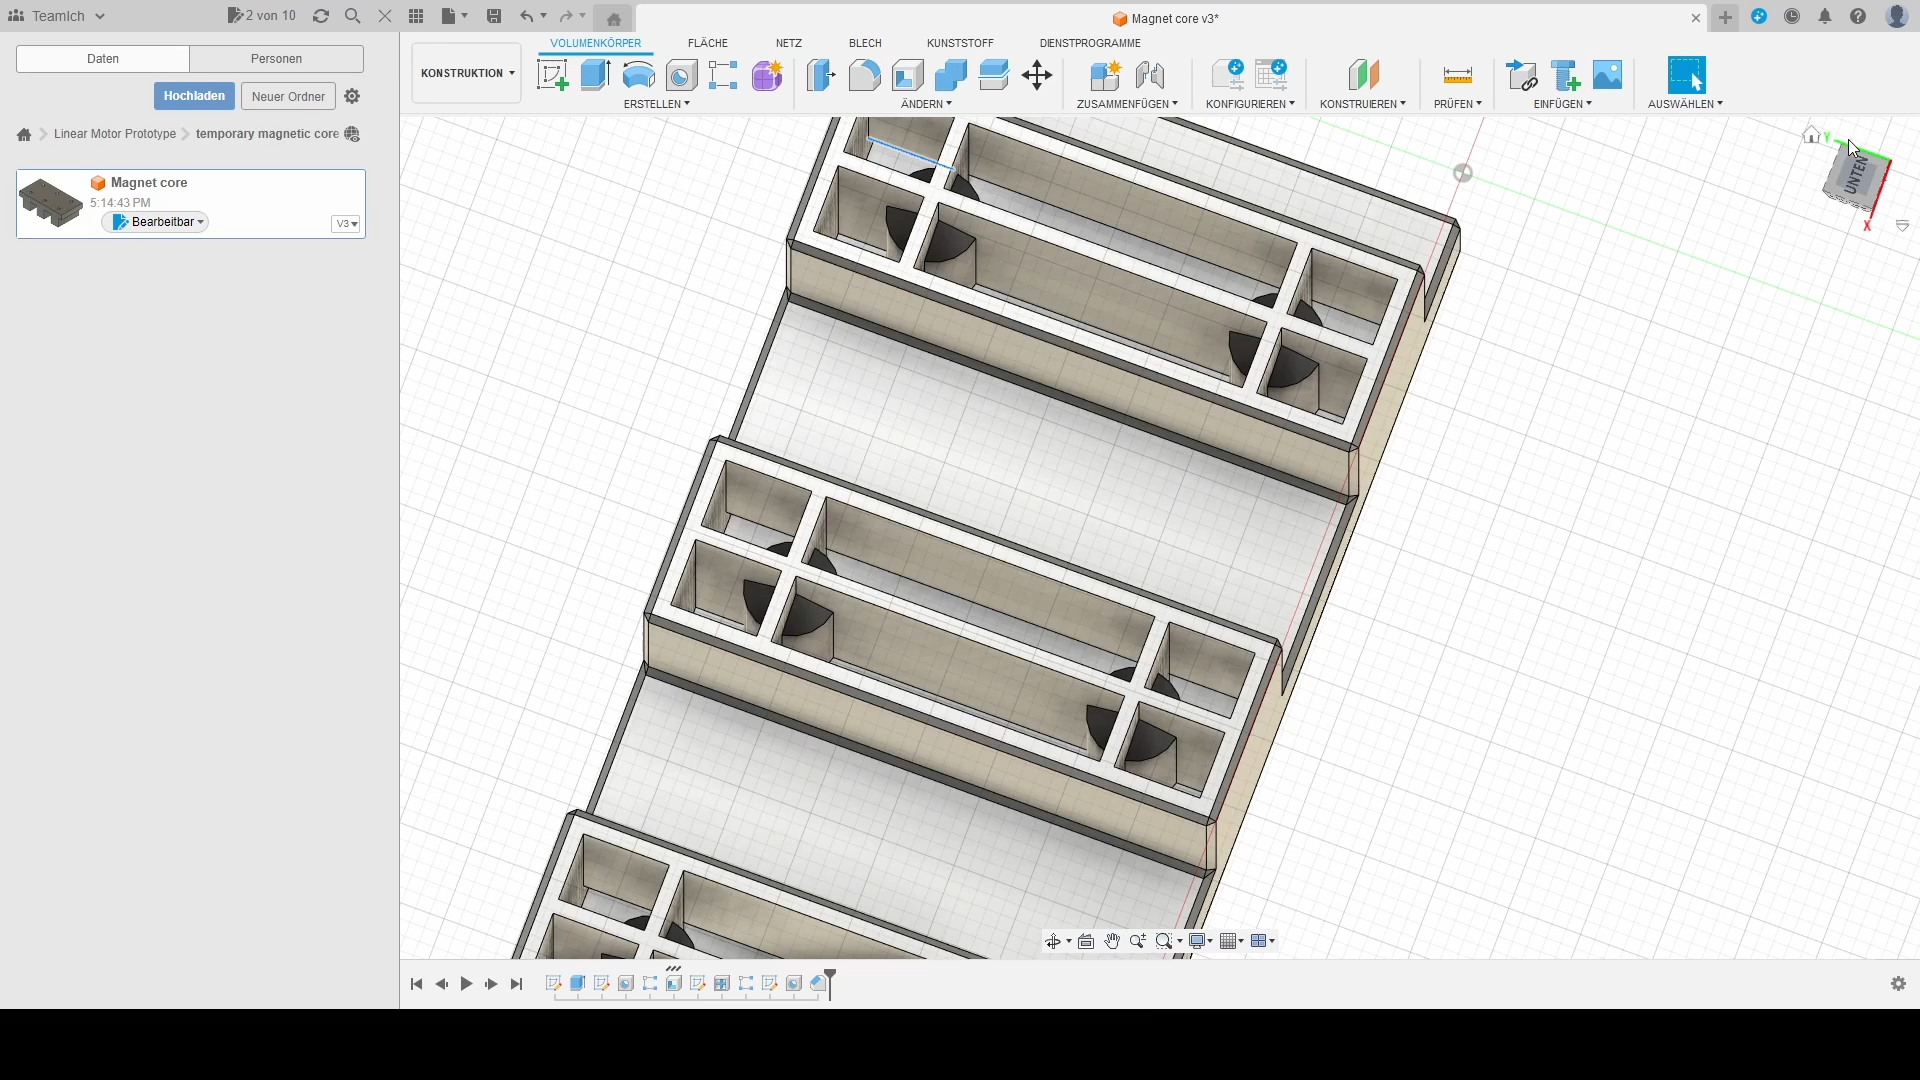 TeamIch
2 von 10
Magnet core v3*
Daten
Personen
VOLUMENKÖRPER
FLÄCHE
NETZ
BLECH
KUNSTSTOFF
DIENSTPROGRAMME
KONSTRUKTION
Hochladen
Neuer Ordner
ERSTELLEN
ÄNDERN
ZUSAMMENFÜGEN
KONFIGURIEREN
KONSTRUIEREN
PRÜFEN
EINFÜGEN
AUSWÄHLEN
Linear Motor Prototype
temporary magnetic core
Magnet core
5:14:43 PM
Bearbeitbar
V3
Y
UNTEN
X